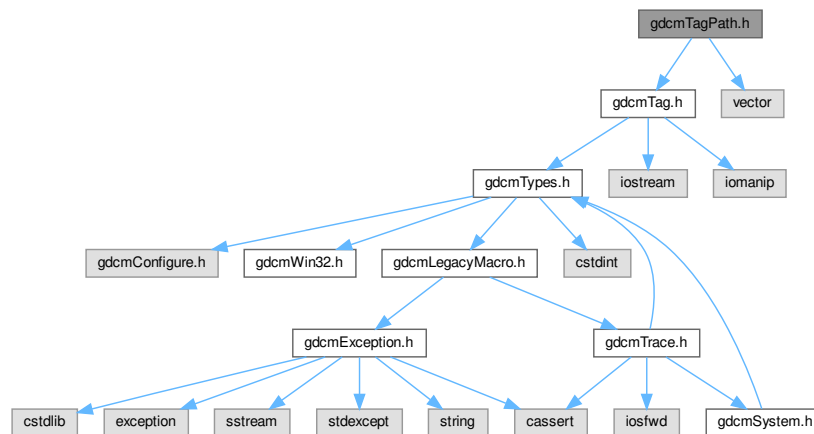 gdcmTagPath.h
gdcmTag.h
vector
gdcmTypes.h
iostream
iomanip
gdcmConfigure.h
gdcmWin32.h
gdcmLegacyMacro.h
cstdint
gdcmException.h
gdcmTrace.h
cstdlib
exception
sstream
stdexcept
string
cassert
iosfwd
gdcmSystem.h